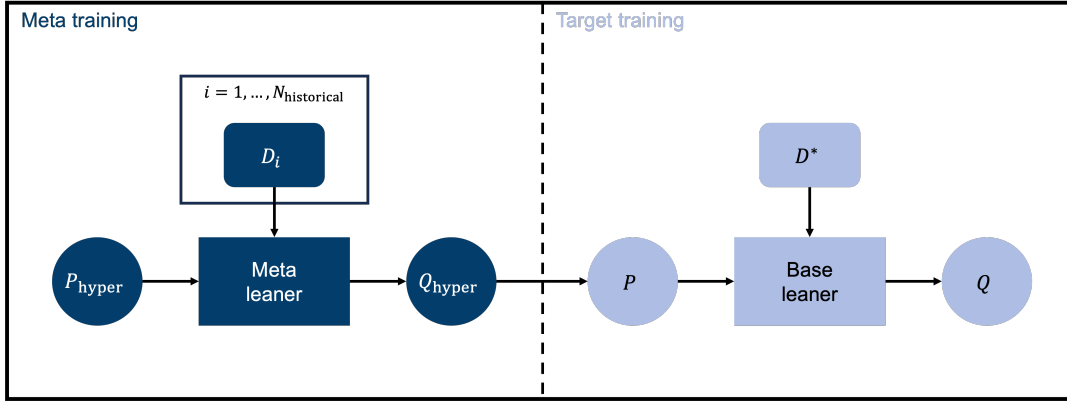 Meta training
Target training
i = 1, …, N_historical
D_i
D*
P_hyper
Meta
leaner
Q_hyper
P
Base
leaner
Q